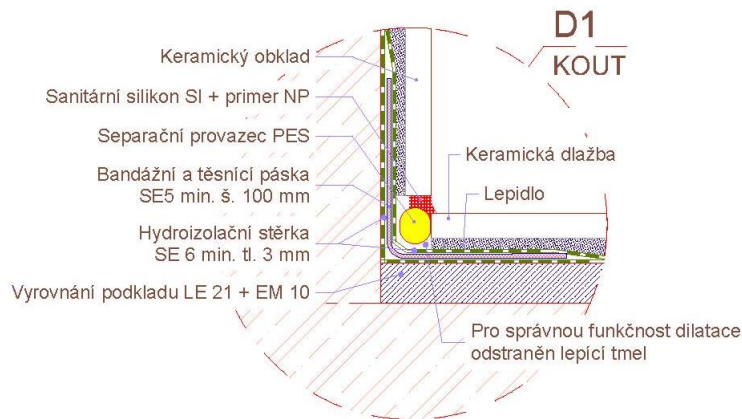 D1
KOUT
Keramický obklad
Sanitární silikon SI + primer NP
Separační provazec PES
Bandážní a těsnící páska
SE5 min. š. 100 mm
Hydroizolační stěrka
SE 6 min. tl. 3 mm
Vyrovnání podkladu LE 21 + EM 10
Keramická dlažba
Lepidlo
Pro správnou funkčnost dilatace
odstraněn lepící tmel